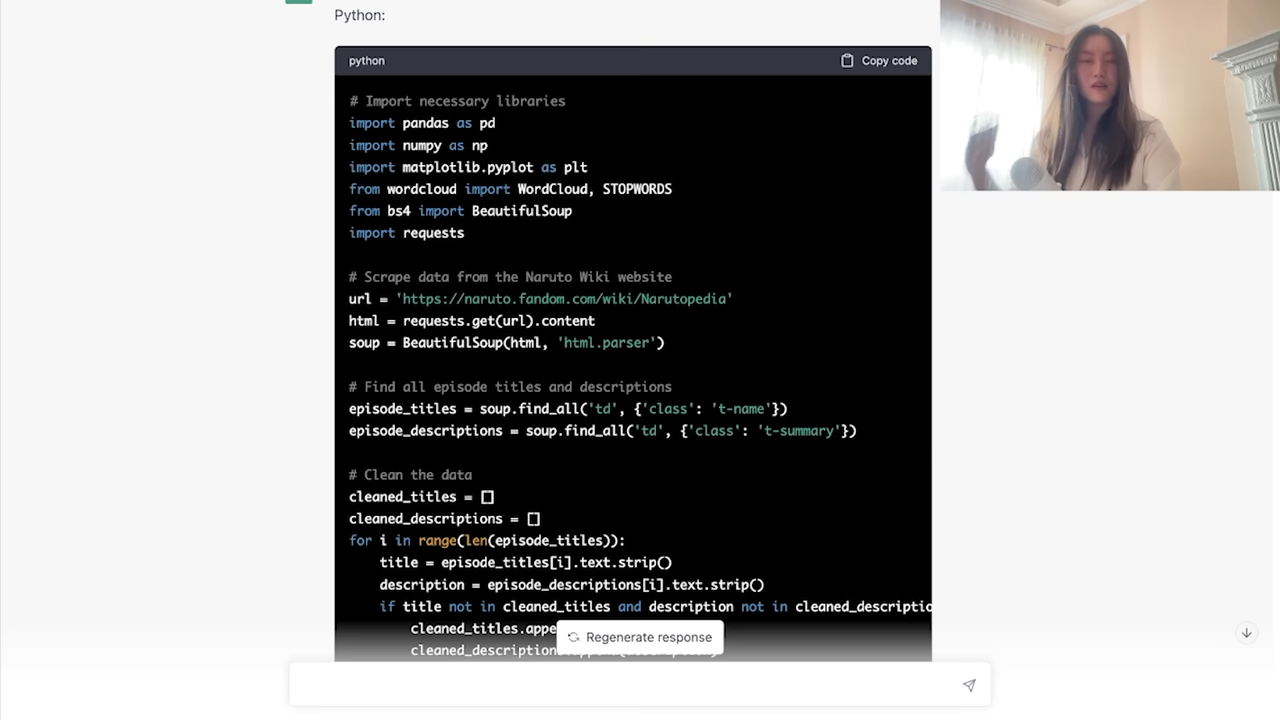 Python:
python
Copy code
# Import necessary libraries
import pandas as pd
import numpy as np
import matplotlib.pyplot as plt
from wordcloud import WordCloud, STOPWORDS
from bs4 import BeautifulSoup
import requests
# Scrape data from the Naruto Wiki website
url = 'https://naruto.fandom.com/wiki/Narutopedia'
html = requests.get(url).content
soup = BeautifulSoup(html, 'html.parser')
# Find all episode titles and descriptions
episode_titles = soup.find_all('td', {'class': 't-name'})
episode_descriptions = soup.find_all('td', {'class': 't-summary'})
# Clean the data
cleaned_titles = []
cleaned_descriptions = []
for i in range(len(episode_titles)):
    title = episode_titles[i].text.strip()
    description = episode_descriptions[i].text.strip()
    if title not in cleaned_titles and description not in cleaned_descriptio
        cleaned_titles.appe
        cleaned_description
Regenerate response